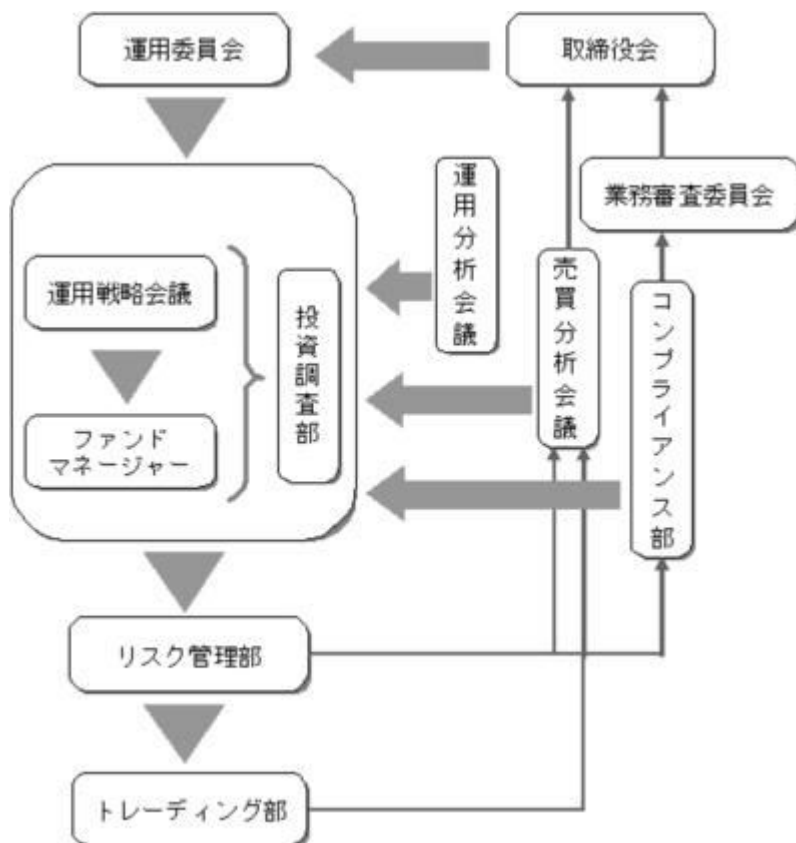 運用委員会
取締役会
業務審査委員会
運用分析会議
売買分析会議
コンプライアンス部
運用戦略会議
投資調査部
ファンド
マネージャー
リスク管理部
トレーディング部